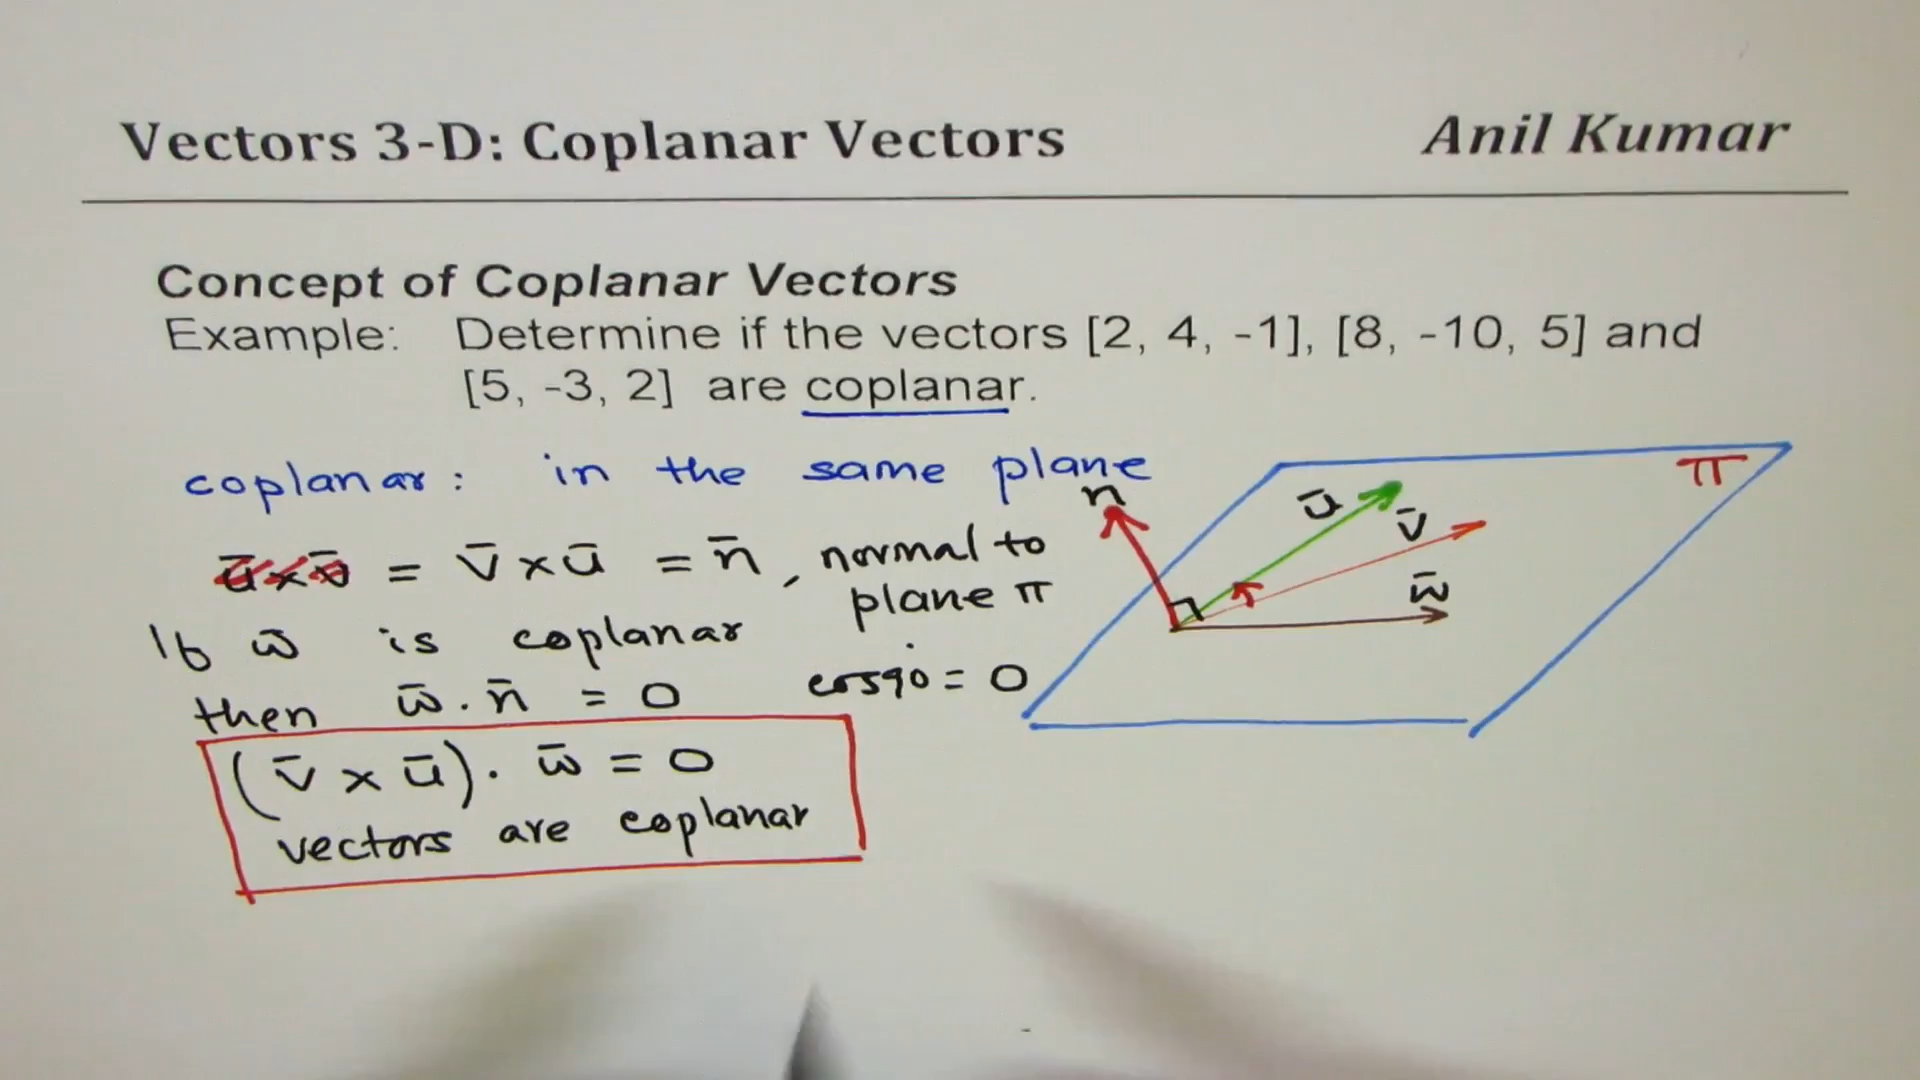 Vectors 3-D: Coplanar Vectors
Anil Kumar
Concept of Coplanar Vectors
Example: Determine if the vectors [2, 4, -1], [8, -10, 5] and
[5, -3, 2] are coplanar.
coplanar: in the same plane
u̅ x v̅ = v̅ x u̅ = n̅, normal to
plane π
If w̅ is coplanar
then w̅ . n̅ = 0
cos90° = 0
(v̅ x u̅) . w̅ = 0
vectors are coplanar
n
u̅
v̅
w̅
π